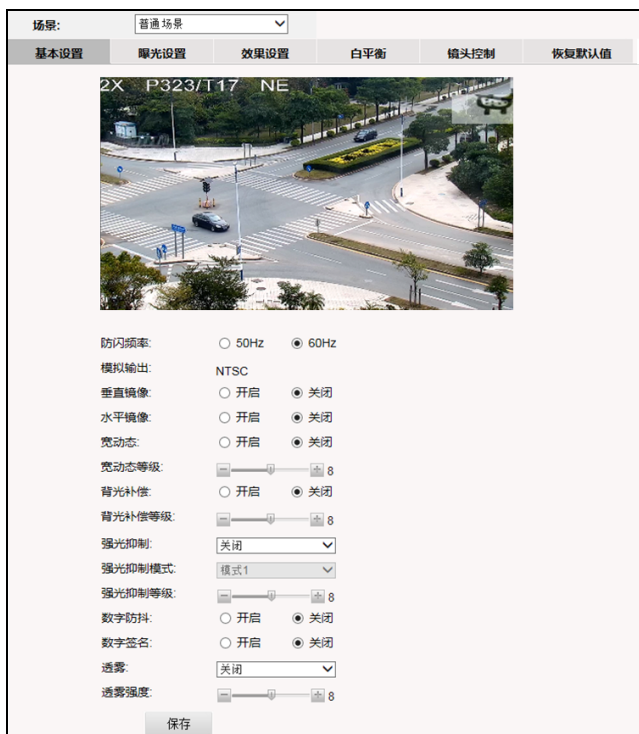 场景: 普通场景
基本设置 曝光设置 效果设置 白平衡 镜头控制 恢复默认值
2X P323/T17 NE
防闪频率: 50Hz 60Hz
模拟输出: NTSC
垂直镜像: 开启 关闭
水平镜像: 开启 关闭
宽动态: 开启 关闭
宽动态等级: 8
背光补偿: 开启 关闭
背光补偿等级: 8
强光抑制: 关闭
强光抑制模式: 模式1
强光抑制等级: 8
数字防抖: 开启 关闭
数字签名: 开启 关闭
透雾: 关闭
透雾强度: 8
保存